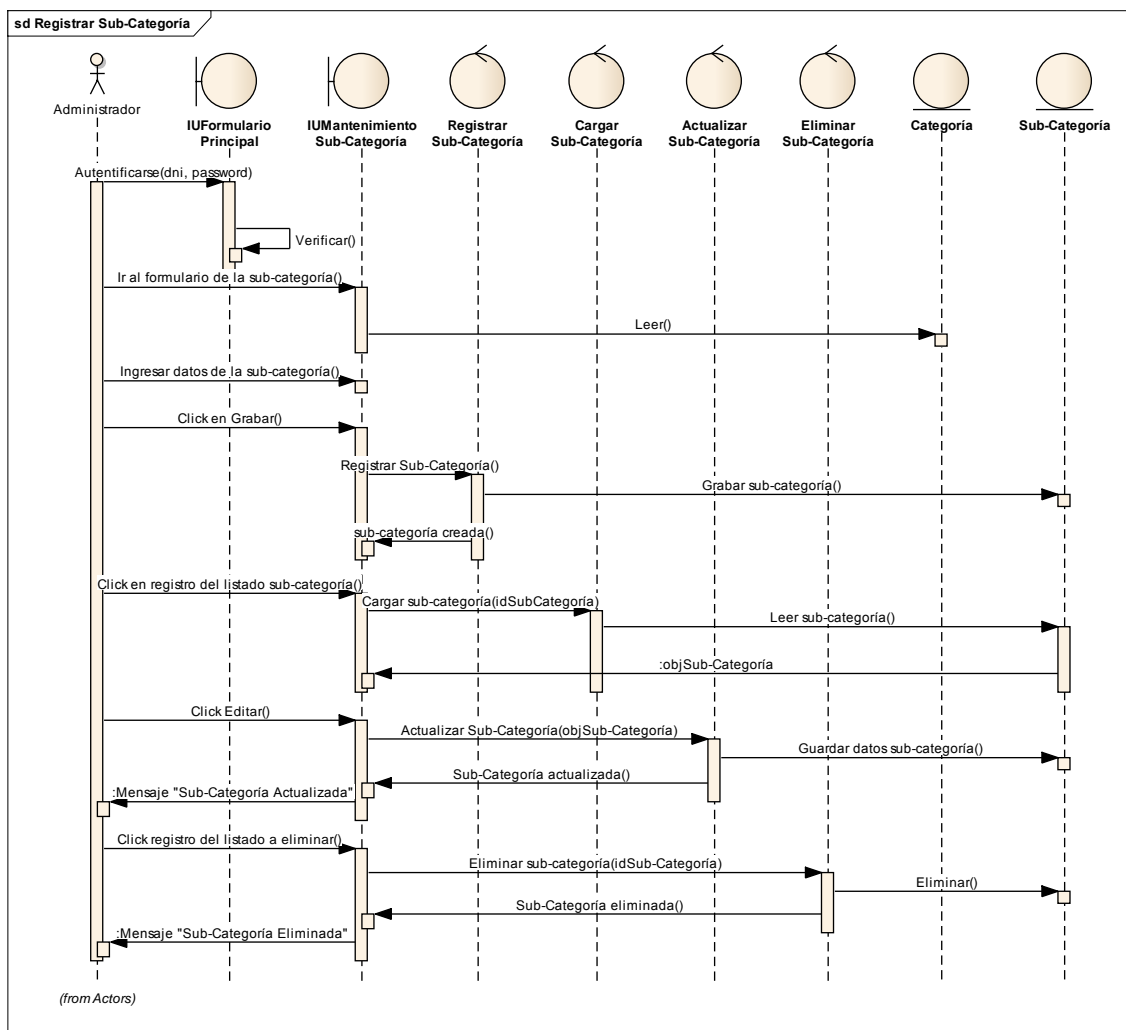 sd Registrar Sub-Categoría
Administrador
IUFormulario
Principal
IUMantenimiento
Sub-Categoría
Registrar
Sub-Categoría
Cargar
Sub-Categoría
Actualizar
Sub-Categoría
Eliminar
Sub-Categoría
Categoría
Sub-Categoría
Autentificarse(dni, password)
Verificar()
Ir al formulario de la sub-categoría()
Leer()
Ingresar datos de la sub-categoría()
Click en Grabar()
Registrar Sub-Categoría()
Grabar sub-categoría()
sub-categoría creada()
Click en registro del listado sub-categoría()
Cargar sub-categoría(idSubCategoría)
Leer sub-categoría()
:objSub-Categoría
Click Editar()
Actualizar Sub-Categoría(objSub-Categoría)
Guardar datos sub-categoría()
Sub-Categoría actualizada()
:Mensaje "Sub-Categoría Actualizada"
Click registro del listado a eliminar()
Eliminar sub-categoría(idSub-Categoría)
Eliminar()
Sub-Categoría eliminada()
:Mensaje "Sub-Categoría Eliminada"
(from Actors)